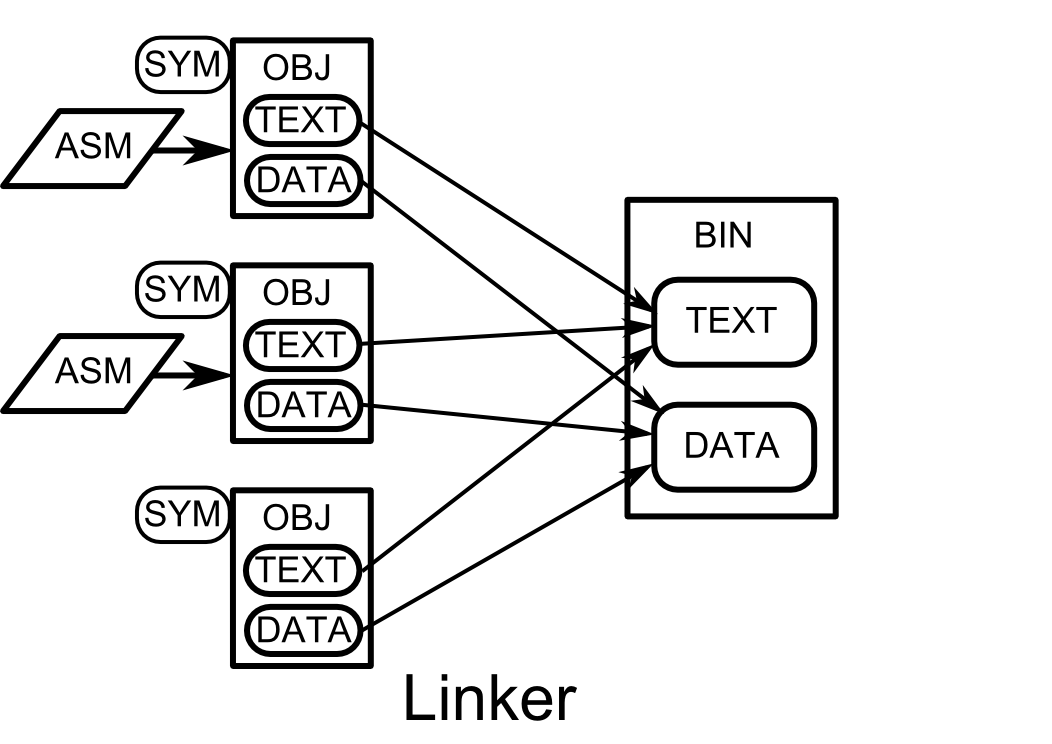 SYM
OBJ
TEXT
ASM
DATA
SYM
OBJ
TEXT
ASM
DATA
SYM
OBJ
TEXT
DATA
BIN
TEXT
DATA
Linker